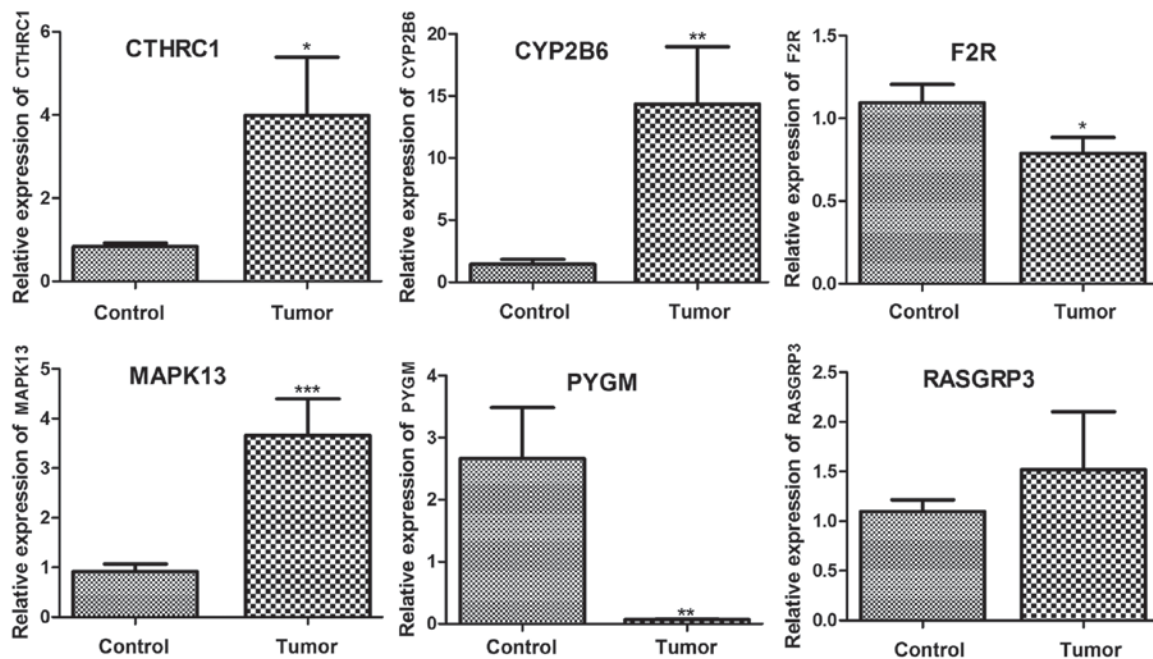 CTHRC1
Relative expression of CTHRC1
6
4
2
0
*
Control
Tumor
CYP2B6
Relative expression of CYP2B6
20
15
10
5
0
**
Control
Tumor
F2R
Relative expression of F2R
1.5
1.0
0.5
0.0
*
Control
Tumor
MAPK13
Relative expression of MAPK13
5
4
3
2
1
0
***
Control
Tumor
PYGM
Relative expression of PYGM
4
3
2
1
0
**
Control
Tumor
RASGRP3
Relative expression of RASGRP3
2.5
2.0
1.5
1.0
0.5
0.0
Control
Tumor